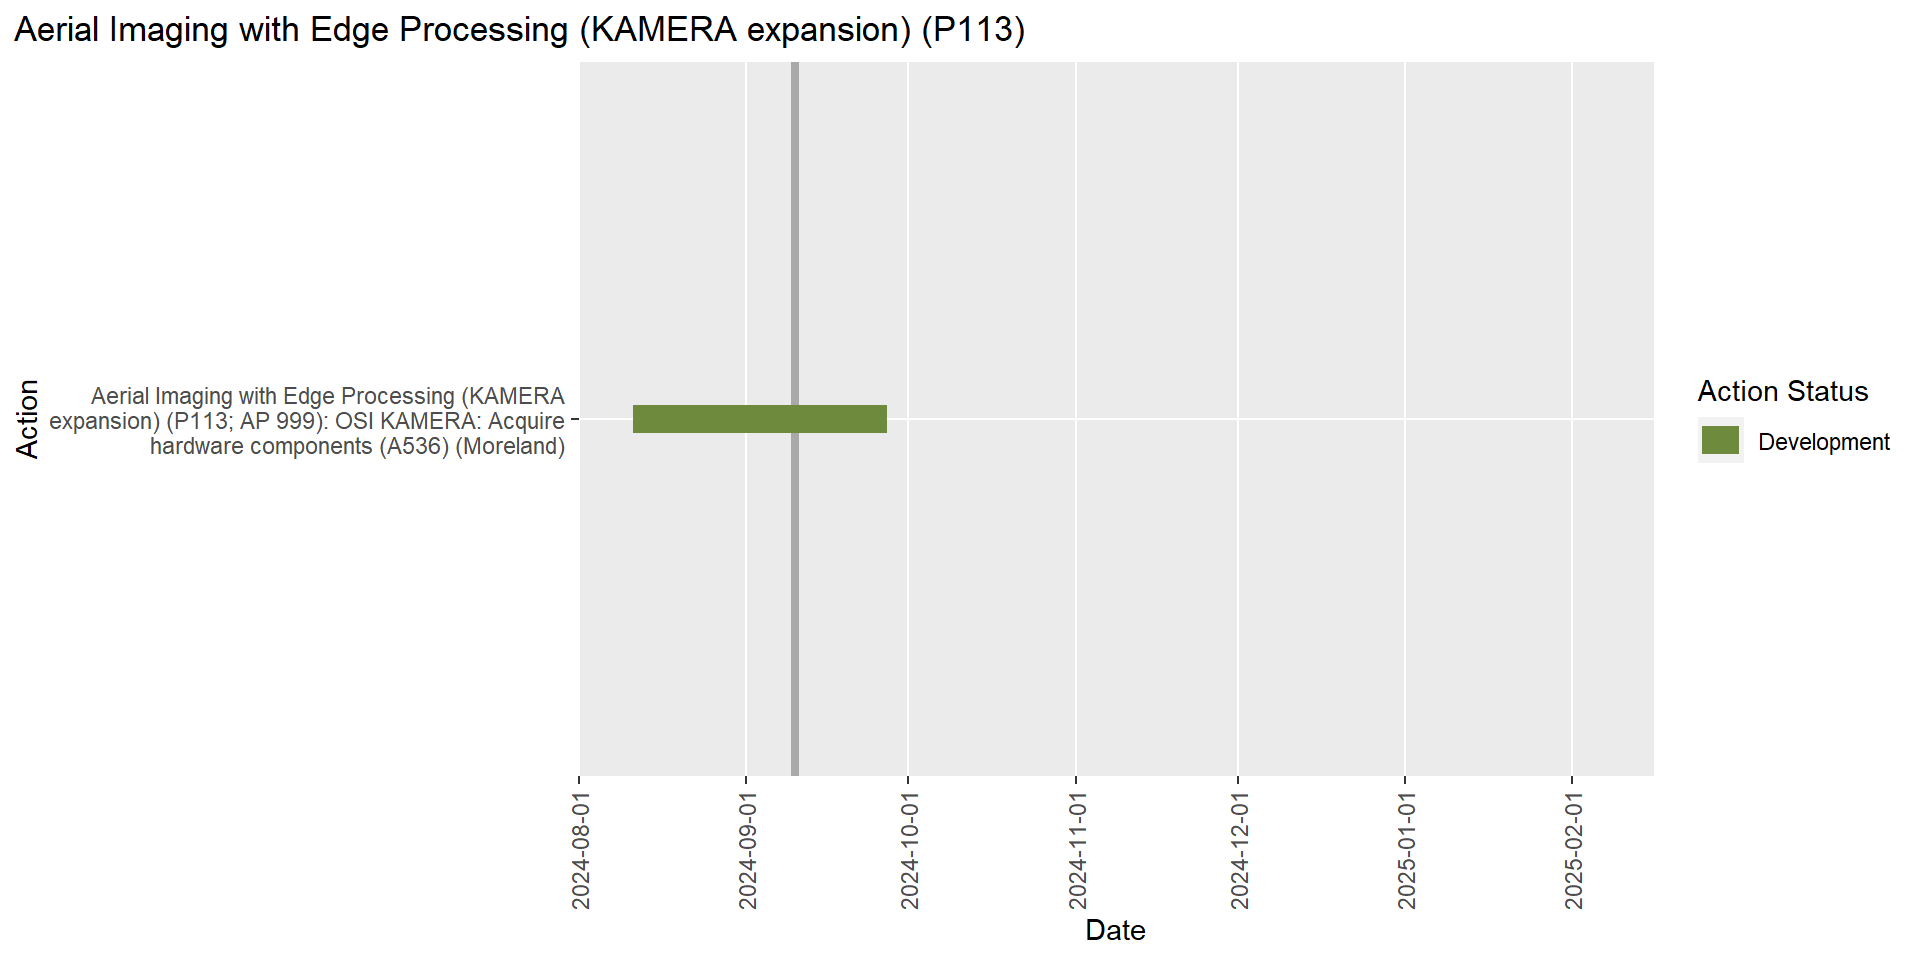 Aerial Imaging with Edge Processing (KAMERA expansion) (P113)
Action
Aerial Imaging with Edge Processing (KAMERA
expansion) (P113; AP 999): OSI KAMERA: Acquire
hardware components (A536) (Moreland)
Action Status
Development
2024-08-01
2024-09-01
2024-10-01
2024-11-01
2024-12-01
2025-01-01
2025-02-01
Date